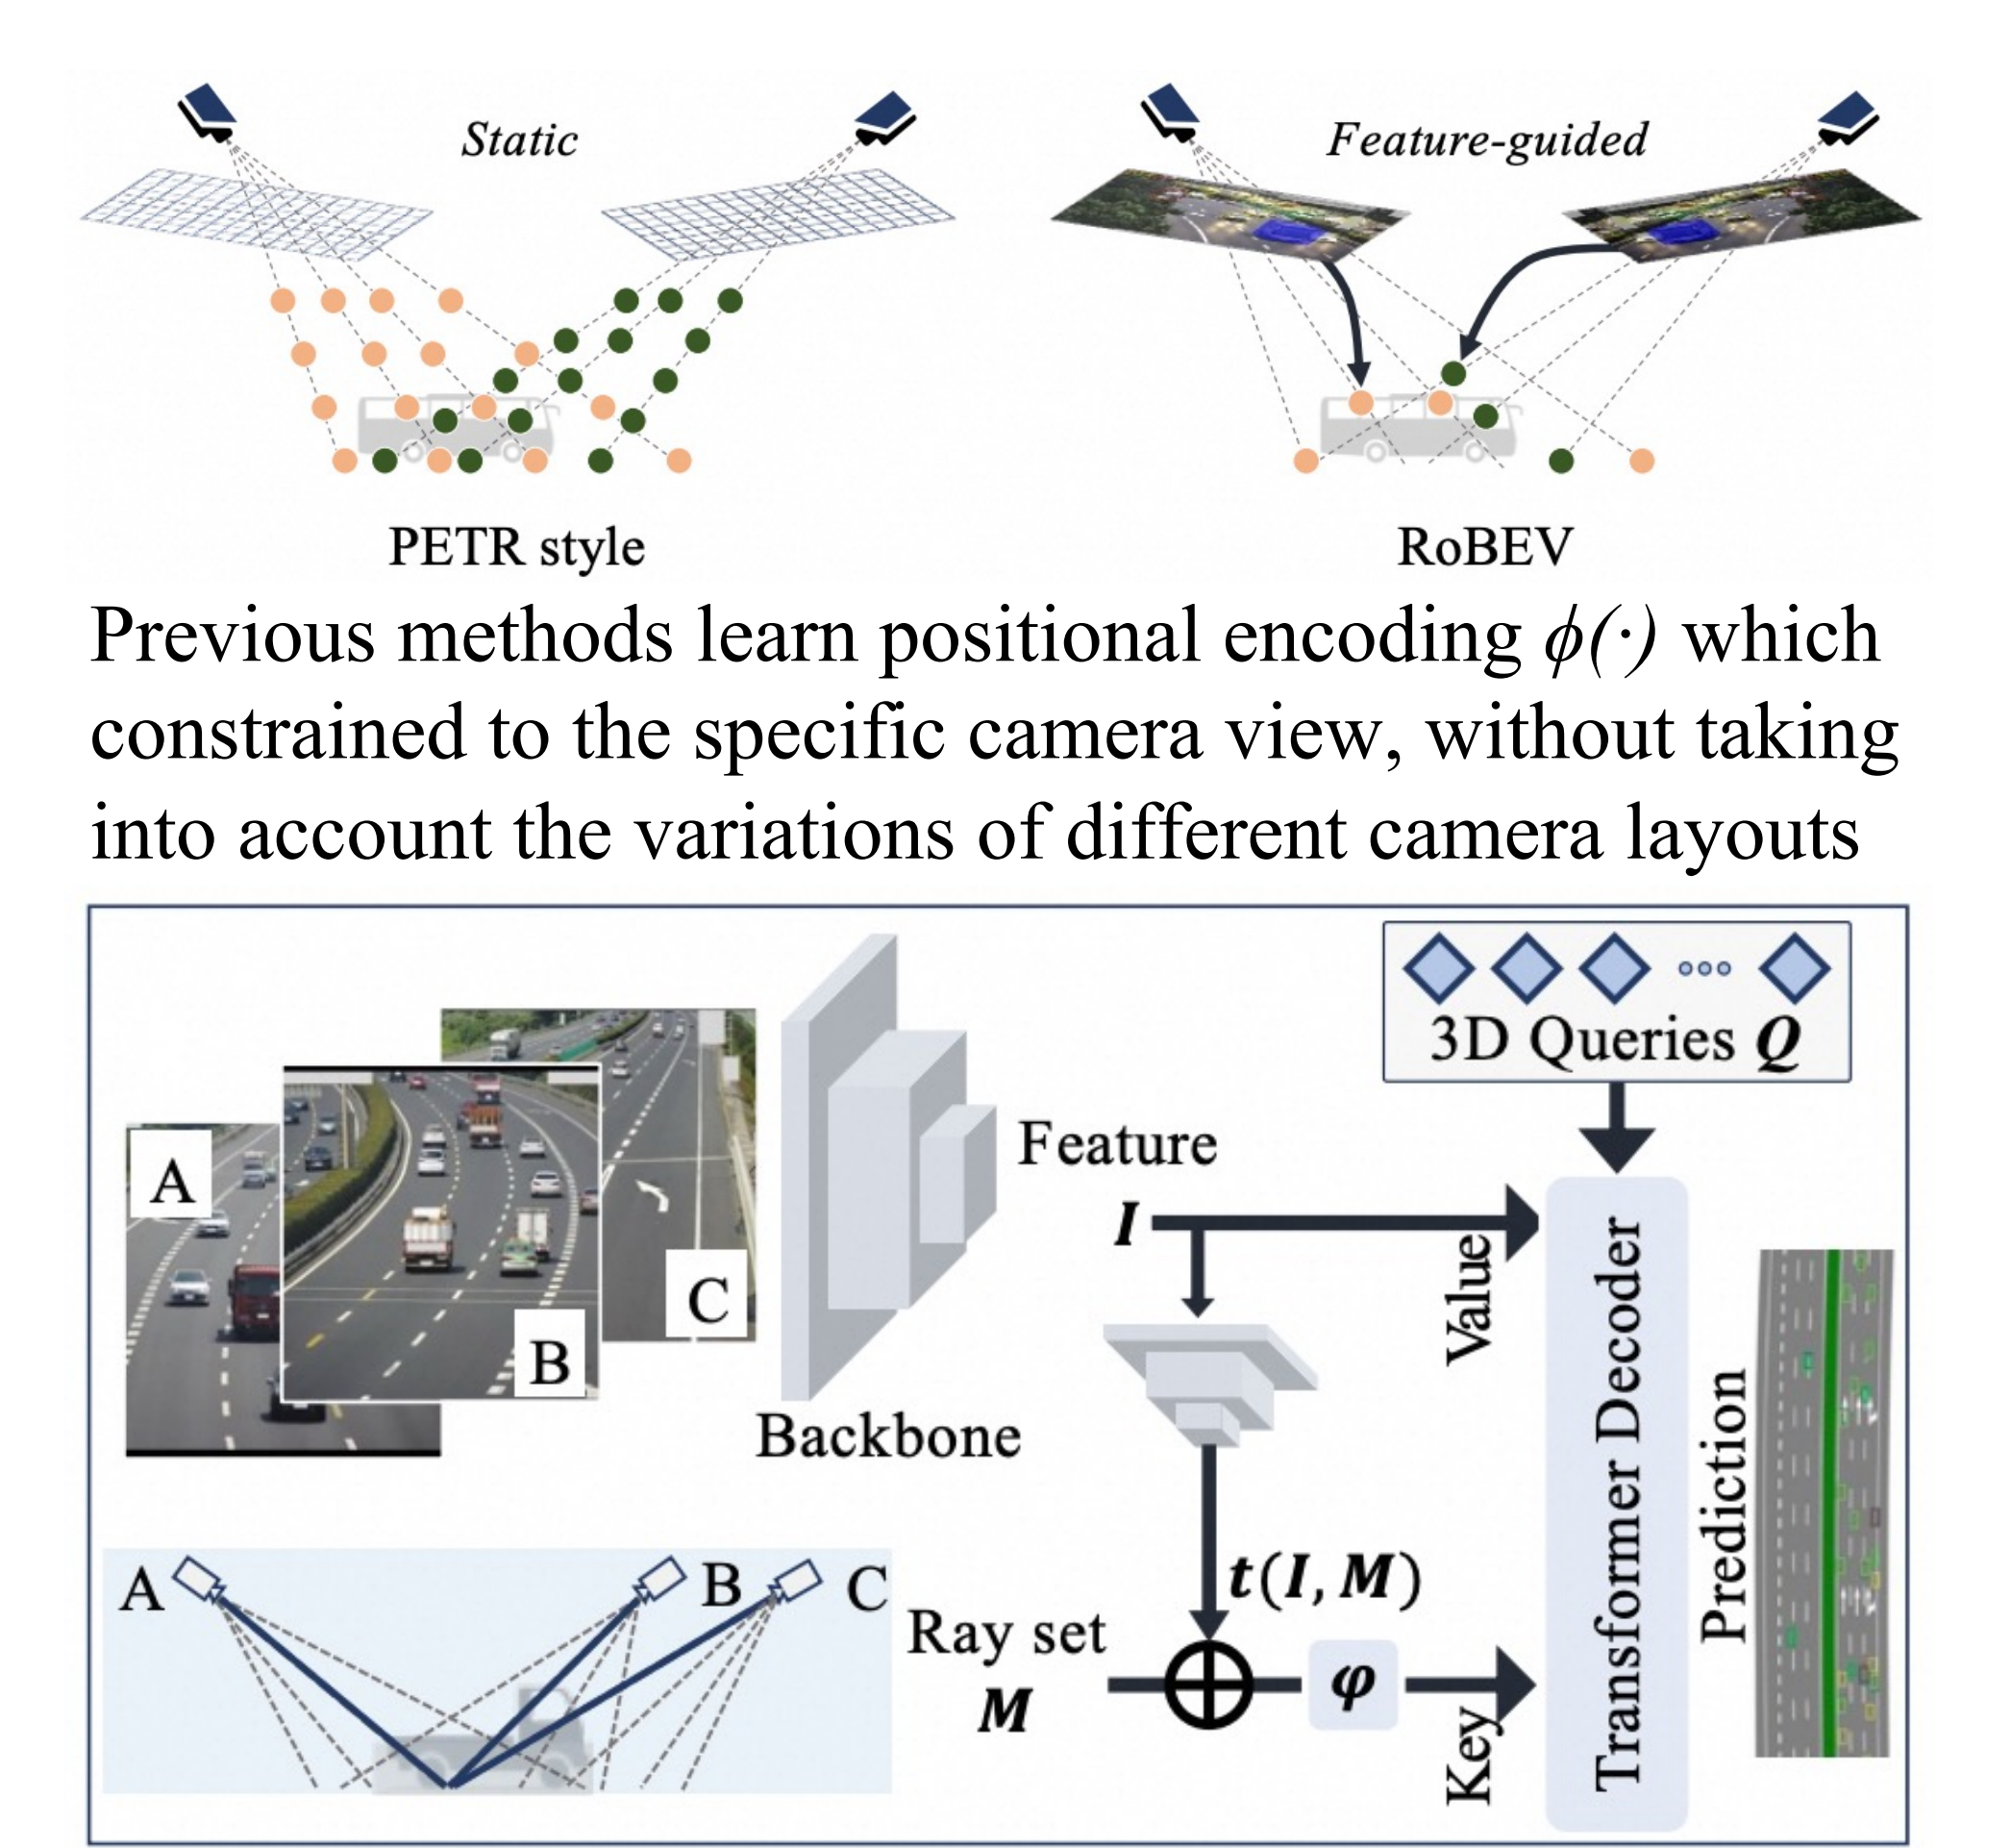 Static
Feature-guided
PETR style
RoBEV
Previous methods learn positional encoding ϕ(·) which
constrained to the specific camera view, without taking
into account the variations of different camera layouts
3D Queries Q
A
B
C
Feature
I
Value
Backbone
Transformer Decoder
Prediction
A
B
C
Ray set
M
t(I, M)
φ
Key